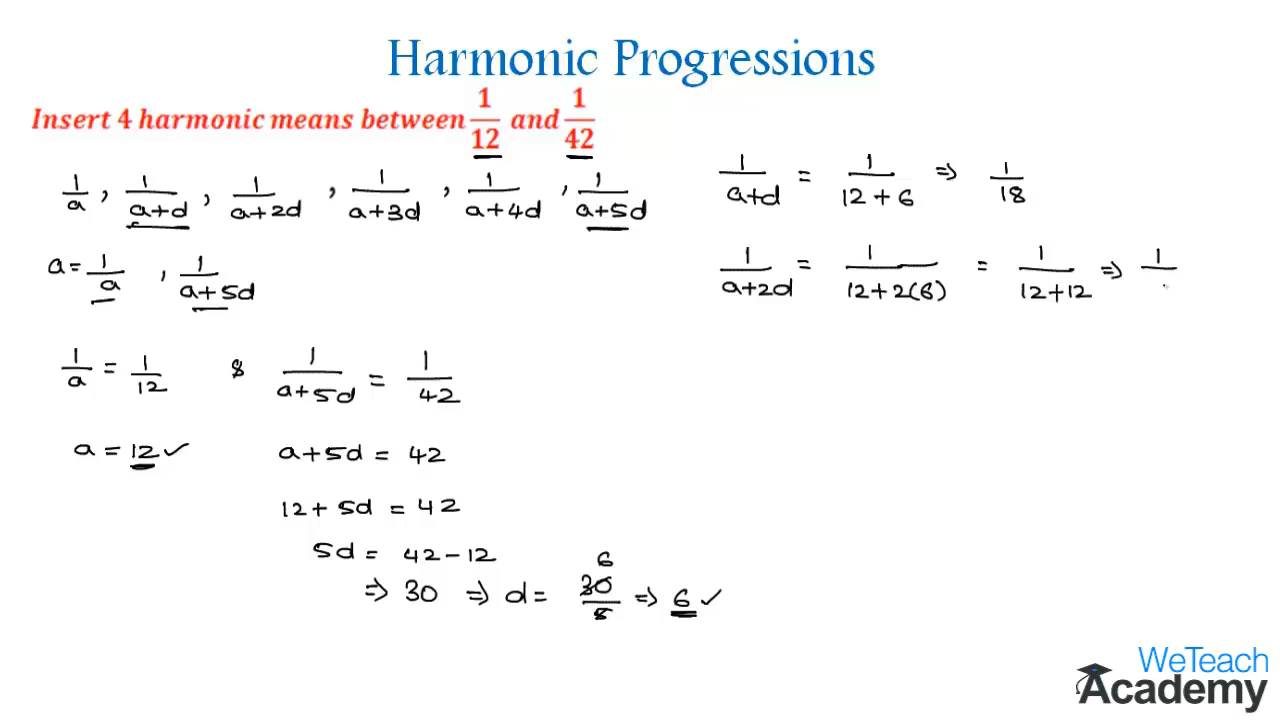 Harmonic Progressions
Insert 4 harmonic means between 1/12 and 1/42
1/a , 1/(a+d) , 1/(a+2d) , 1/(a+3d) , 1/(a+4d) , 1/(a+5d)
a = 1/a , 1/(a+5d)
1/a = 1/12 & 1/(a+5d) = 1/42
a = 12 ✓ a+5d = 42
12+5d = 42
5d = 42-12
⇒ 30 ⇒ d = 30/5 6 ⇒ 6 ✓
1/(a+d) = 1/(12+6) ⇒ 1/18
1/(a+2d) = 1/(12+2(6)) = 1/(12+12) ⇒ 1/
WeTeach
Academy